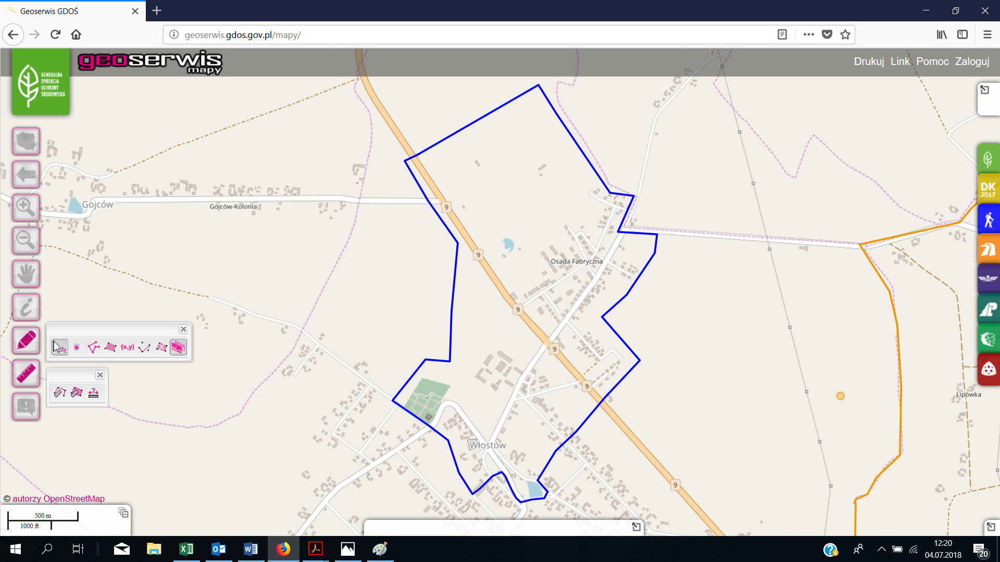 Geoserwis GDOŚ
geoserwis.gdos.gov.pl/mapy/
GENERALNA
DYREKCJA
OCHRONY
ŚRODOWISKA
geoserwis
mapy
Drukuj Link Pomoc Zaloguj
DK
2017
Gojców
Gojców-Kolonia
9
9
Osada Fabryczna
9
9
9
Włostów
9
Lipówka
(x,y)
© autorzy OpenStreetMap
500 m
1000 ft
12:20
04.07.2018
20